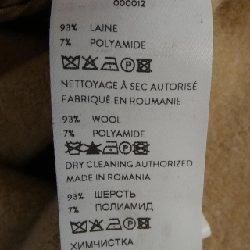 000012
93% LAINE
7% POLYAMIDE
NETTOYAGE À SEC AUTORISÉ
FABRIQUÉ EN ROUMANIE
93% WOOL
7% POLYAMIDE
DRY CLEANING AUTHORIZED
MADE IN ROMANIA
93% ШЕРСТЬ
7% ПОЛИАМИД
ХИМЧИСТКА